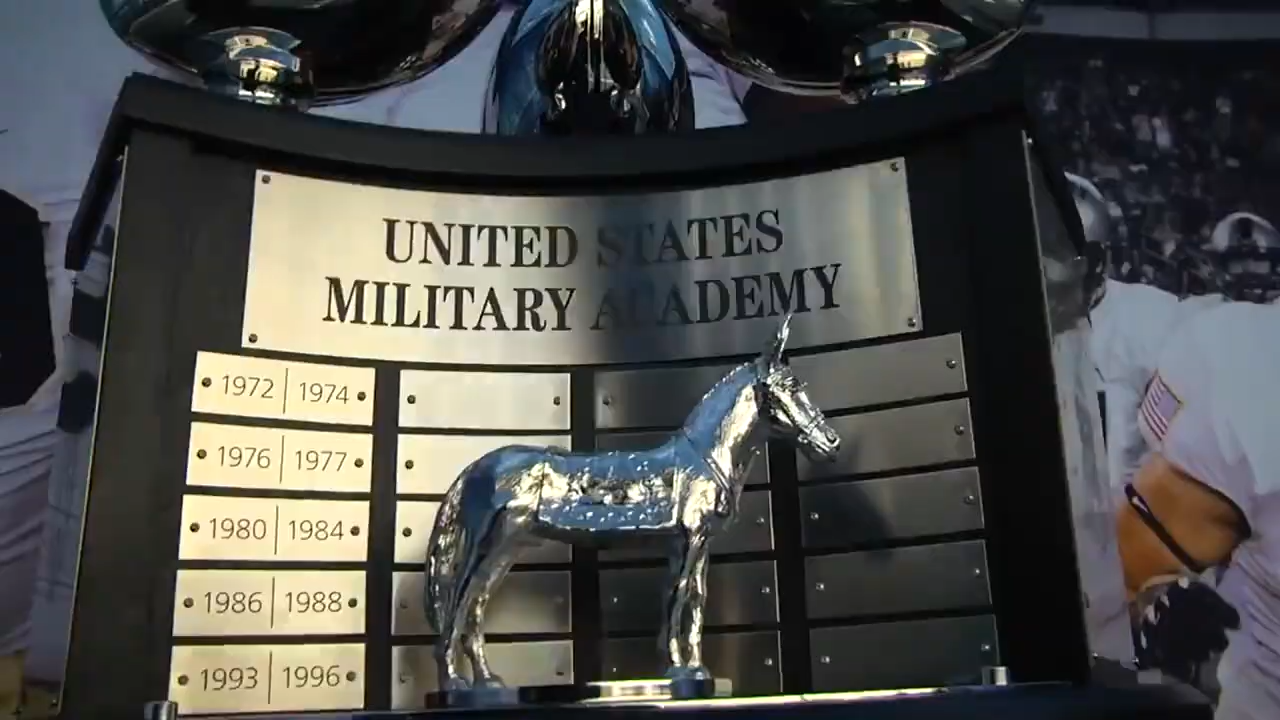 UNITED STATES
MILITARY ACADEMY
1972 | 1974
1976 | 1977
1980 | 1984
1986 | 1988
1993 | 1996